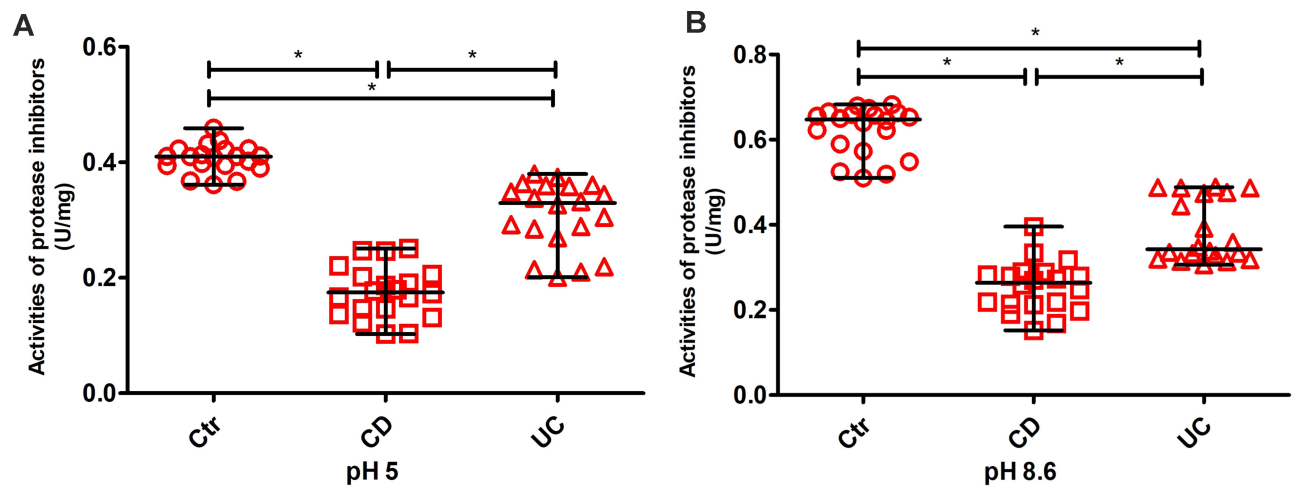 A
Activities of protease inhibitors
(U/mg)
0.6
0.4
0.2
0.0
*
*
*
Ctr
CD
UC
pH 5
B
Activities of protease inhibitors
(U/mg)
0.8
0.6
0.4
0.2
0.0
*
*
*
Ctr
CD
UC
pH 8.6